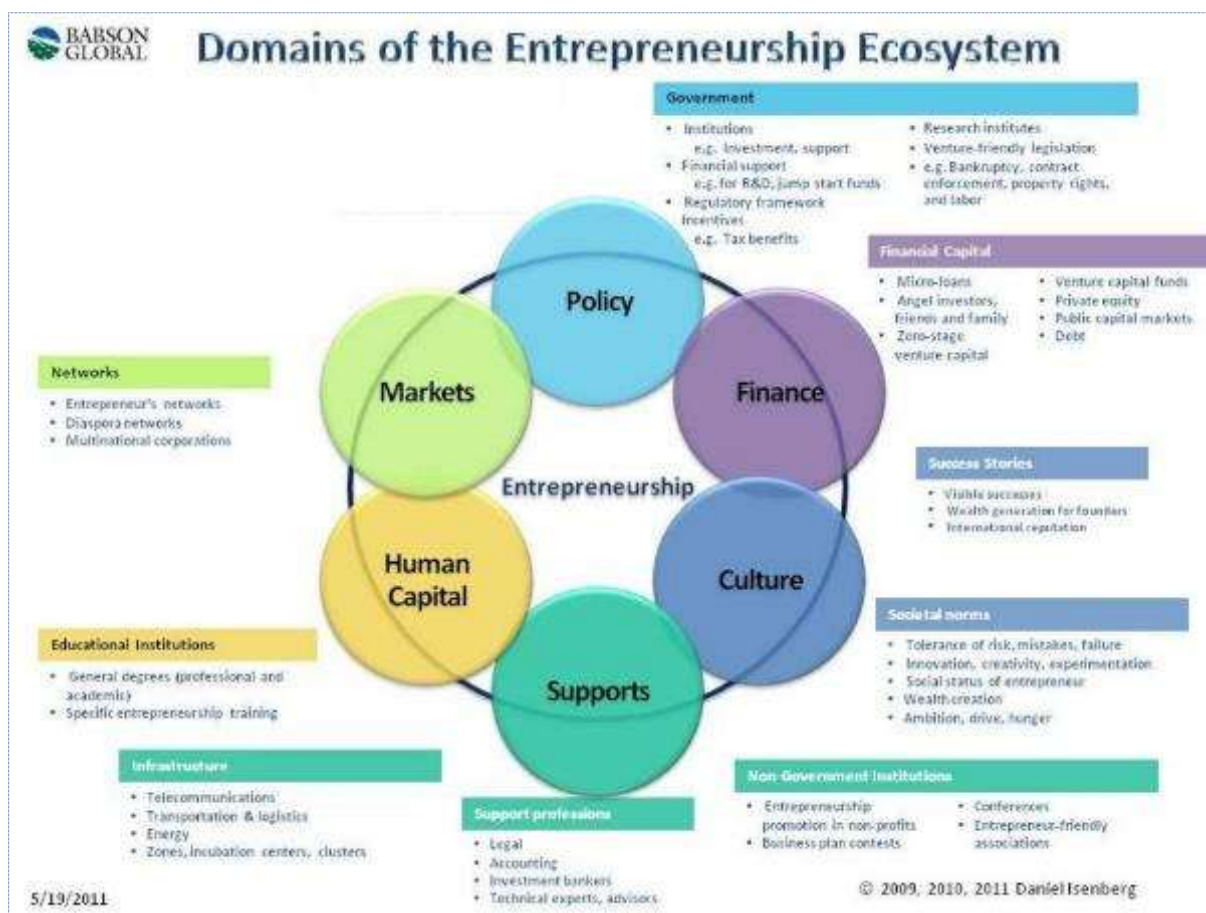 BABSON
GLOBAL
Domains of the Entrepreneurship Ecosystem
Government
• Institutions
e.g. Investment, support
• Financial support
e.g. for R&D, jump start funds
• Regulatory framework
Incentives
e.g. Tax benefits
• Research institutes
• Venture-friendly legislation
• e.g. Bankruptcy, contract
enforcement, property rights,
and labor
Financial Capital
• Micro-loans
• Angel investors,
friends and family
• Zero-stage
venture capital
• Venture capital funds
• Private equity
• Public capital markets
• Debt
Policy
Markets
Finance
Entrepreneurship
Human
Capital
Culture
Supports
Networks
• Entrepreneur's networks
• Diaspora networks
• Multinational corporations
Success Stories
• Visible successes
• Wealth generation for founders
• International reputation
Societal norms
• Tolerance of risk, mistakes, failure
• Innovation, creativity, experimentation
• Social status of entrepreneur
• Wealth creation
• Ambition, drive, hunger
Educational Institutions
• General degrees (professional and
academic)
• Specific entrepreneurship training
Infrastructure
• Telecommunications
• Transportation & logistics
• Energy
• Zones, incubation centers, clusters
Support professions
• Legal
• Accounting
• Investment bankers
• Technical experts, advisors
Non-Government Institutions
• Entrepreneurship
promotion in non-profits
• Business plan contests
• Conferences
• Entrepreneur-friendly
associations
5/19/2011
© 2009, 2010, 2011 Daniel Isenberg